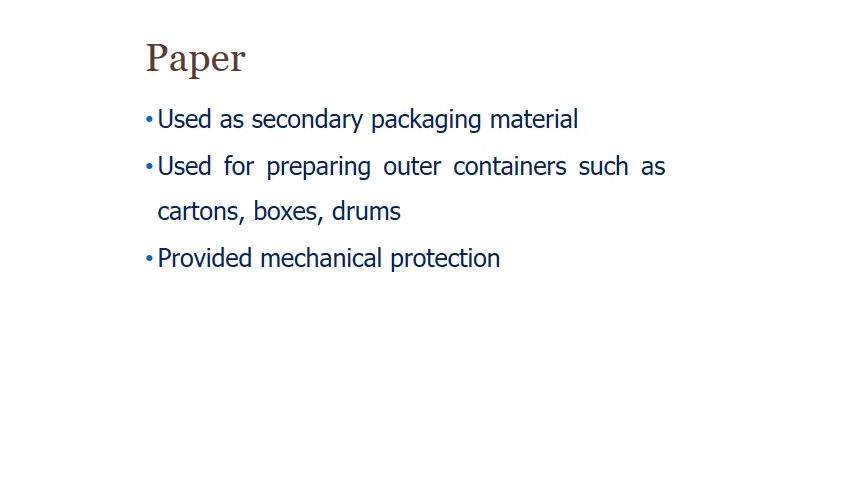 Paper
•Used as secondary packaging material
•Used for preparing outer containers such as
cartons, boxes, drums
•Provided mechanical protection